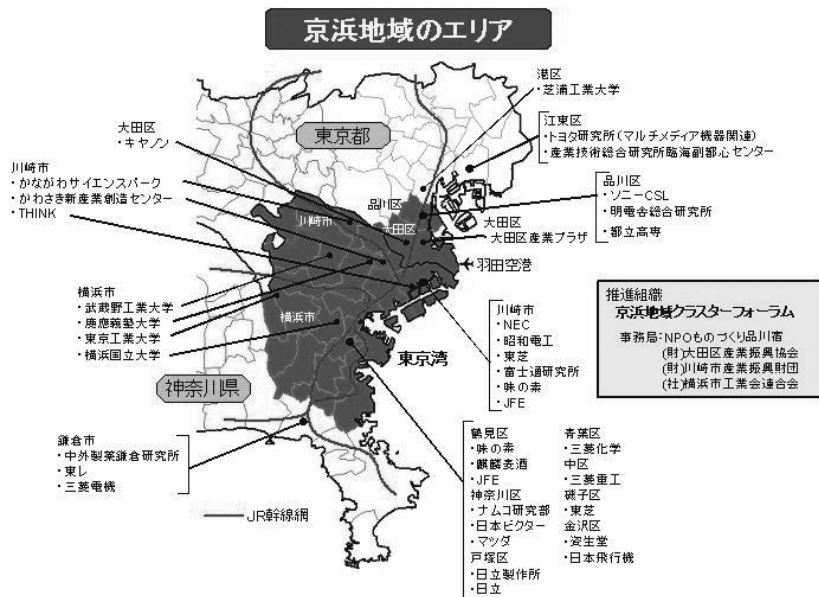 京浜地域のエリア
港区
・芝浦工業大学
江東区
・トヨタ研究所(マルチメディア機器関連)
・産業技術総合研究所臨海副都心センター
大田区
・キヤノン
東京都
川崎市
・かながわサイエンスパーク
・かわさき新産業創造センター
・THINK
品川区
・ソニーCSL
・明電舎総合研究所
・都立高専
品川区
川崎市
大田区
大田区
・大田区産業プラザ
羽田空港
横浜市
・武蔵野工業大学
・慶應義塾大学
・東京工業大学
・横浜国立大学
横浜市
川崎市
・NEC
・昭和電工
・東芝
・富士通研究所
・味の素
・JFE
東京湾
推進組織
京浜地域クラスターフォーラム
事務局:NPOものづくり品川宿
(財)大田区産業振興協会
(財)川崎市産業振興財団
(社)横浜市工業会連合会
神奈川県
鎌倉市
・中外製薬鎌倉研究所
・東レ
・三菱電機
JR幹線網
鶴見区
・味の素
・麒麟麦酒
・JFE
神奈川区
・ナムコ研究部
・日本ビクター
・マツダ
戸塚区
・日立製作所
・日立
青葉区
・三菱化学
中区
・三菱重工
磯子区
・東芝
金沢区
・資生堂
・日本飛行機